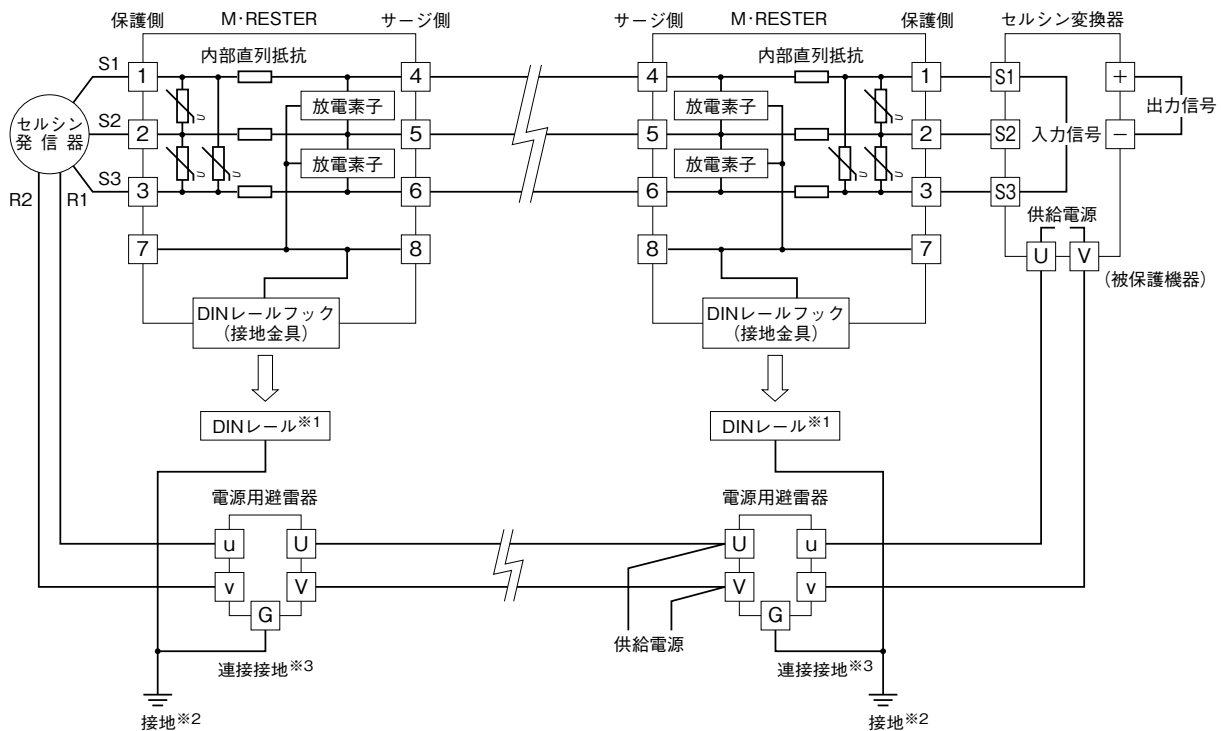 保護側 M·RESTER サージ側
サージ側 M·RESTER 保護側 セルシン変換器
S1 1 内部直列抵抗 4
4 内部直列抵抗 1 S1 +
放電素子
放電素子
出力信号
セルシン
発信器
S2 2 5
5 2 S2 入力信号 −
放電素子
放電素子
S3 3 6
6 3 S3
R2 R1
供給電源
7 8
8 7 U V
(被保護機器)
DINレールフック
(接地金具)
DINレールフック
(接地金具)
DINレール※1
DINレール※1
電源用避雷器
電源用避雷器
u U
U u
v V
V v
G
G
供給電源
連接接地※3
連接接地※3
接地※2
接地※2